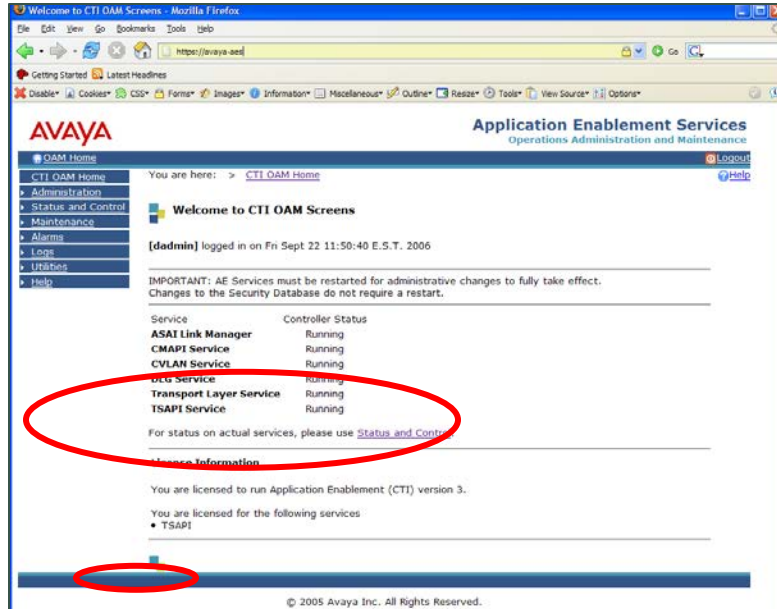 Welcome to CTI OAM Screens - Mozilla Firefox
File Edit View Go Bookmarks Tools Help
https://avaya-aes
Go
Getting Started Latest Headlines
Disable Cookies CSS Forms Images Information Miscellaneous Outline Resize Tools View Source Options
AVAYA
Application Enablement Services
Operations Administration and Maintenance
OAM Home
Logout
CTI OAM Home
You are here: > CTI OAM Home
Help
Administration
Status and Control
Maintenance
Alarms
Logs
Utilities
Help
Welcome to CTI OAM Screens
[dadmin] logged in on Fri Sept 22 11:50:40 E.S.T. 2006
IMPORTANT: AE Services must be restarted for administrative changes to fully take effect.
Changes to the Security Database do not require a restart.
Service Controller Status
ASAI Link Manager Running
CMAPI Service Running
CVLAN Service Running
DLG Service Running
Transport Layer Service Running
TSAPI Service Running
For status on actual services, please use Status and Control.
License Information
You are licensed to run Application Enablement (CTI) version 3.
You are licensed for the following services
• TSAPI
© 2005 Avaya Inc. All Rights Reserved.